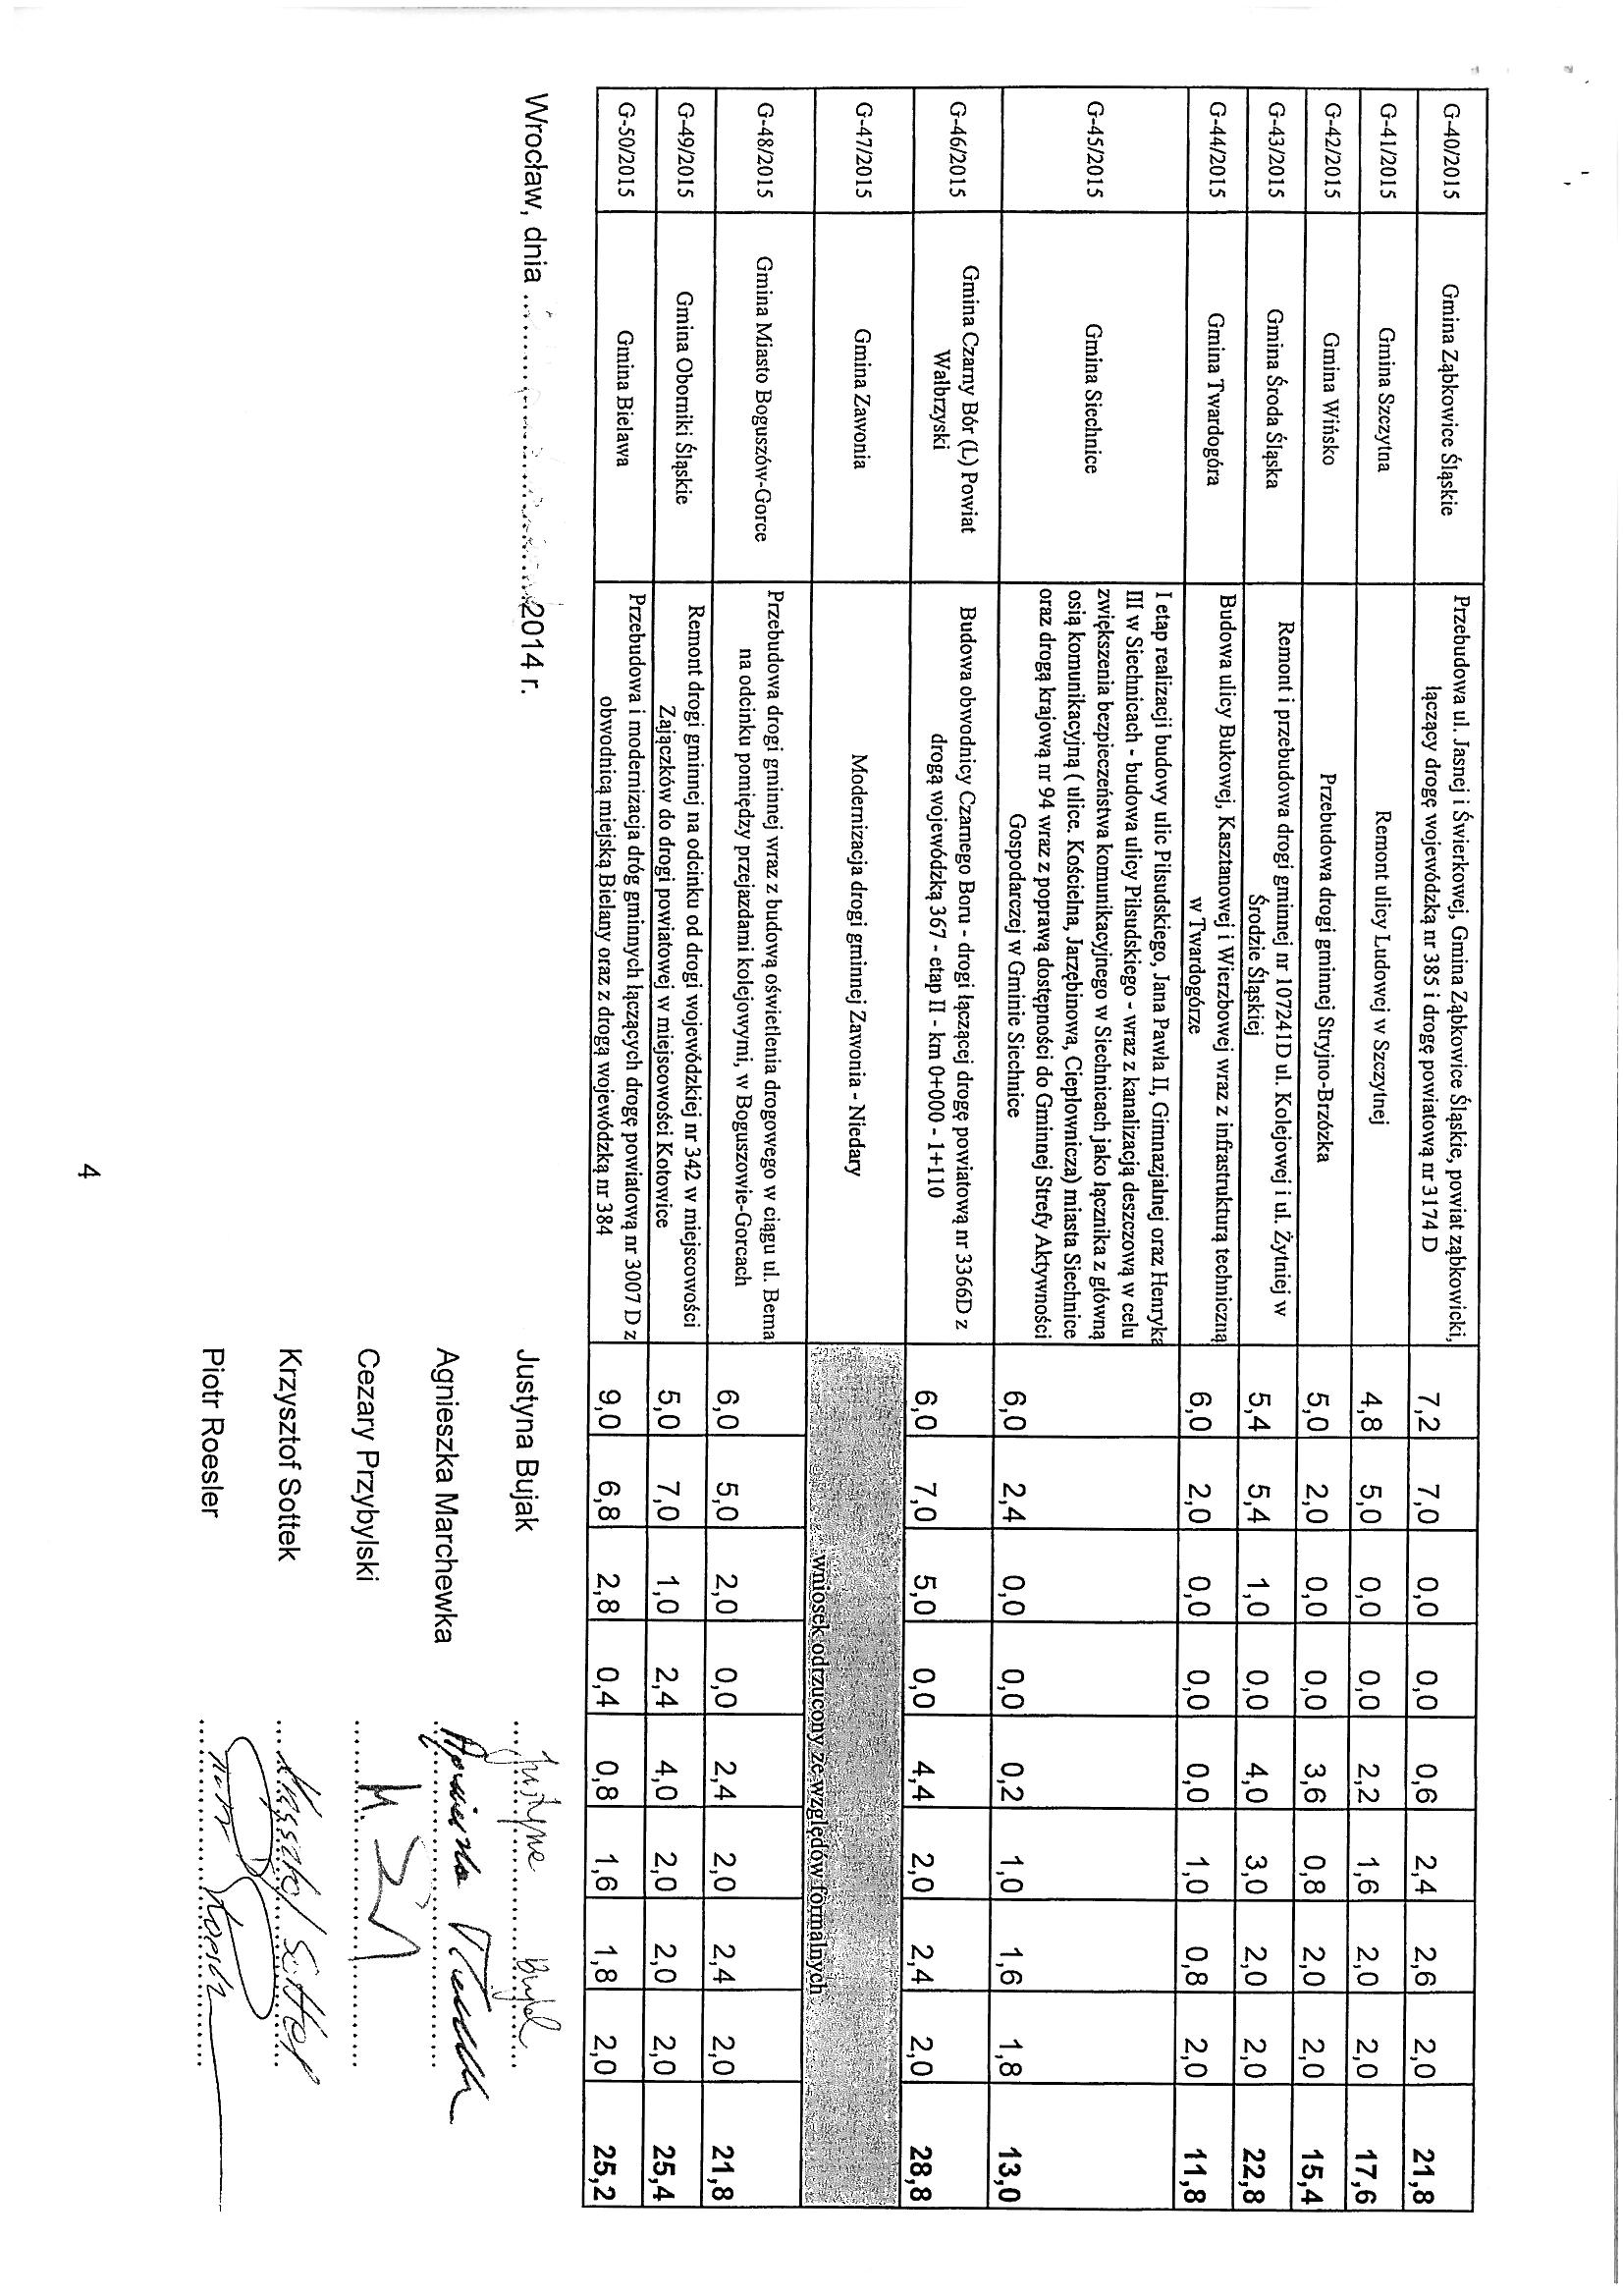 G-40/2015 Gmina Ząbkowice Śląskie Przebudowa ul. Jasnej i Świerkowej, Gmina Ząbkowice Śląskie, powiat ząbkowicki,
łączący drogę wojewódzką nr 385 i drogę powiatową nr 3174 D 7,2 7,0 0,0 0,0 0,6 2,4 2,6 2,0 21,8
G-41/2015 Gmina Szczytna Remont ulicy Ludowej w Szczytnej 4,8 5,0 0,0 0,0 2,2 1,6 2,0 2,0 17,6
G-42/2015 Gmina Wińsko Przebudowa drogi gminnej Stryjno-Brzózka 5,0 2,0 0,0 0,0 3,6 0,8 2,0 2,0 15,4
G-43/2015 Gmina Środa Śląska Remont i przebudowa drogi gminnej nr 107241D ul. Kolejowej i ul. Żytniej w
Środzie Śląskiej 5,4 5,4 1,0 0,0 4,0 3,0 2,0 2,0 22,8
G-44/2015 Gmina Twardogóra Budowa ulicy Bukowej, Kasztanowej i Wierzbowej wraz z infrastrukturą techniczną
w Twardogórze 6,0 2,0 0,0 0,0 0,0 1,0 0,8 2,0 11,8
G-45/2015 Gmina Siechnice I etap realizacji budowy ulic Piłsudskiego, Jana Pawła II, Gimnazjalnej oraz Henryka
III w Siechnicach - budowa ulicy Piłsudskiego - wraz z kanalizacją deszczową w celu
zwiększenia bezpieczeństwa komunikacyjnego w Siechnicach jako łącznika z główną
osią komunikacyjną ( ulice. Kościelna, Jarzębinowa, Ciepłownicza) miasta Siechnice
oraz drogą krajową nr 94 wraz z poprawą dostępności do Gminnej Strefy Aktywności
Gospodarczej w Gminie Siechnice 6,0 2,4 0,0 0,0 0,2 1,0 1,6 1,8 13,0
G-46/2015 Gmina Czarny Bór (L) Powiat
Wałbrzyski Budowa obwodnicy Czarnego Boru - drogi łączącej drogę powiatową nr 3366D z
drogą wojewódzką 367 - etap II - km 0+000 - 1+110 6,0 7,0 5,0 0,0 4,4 2,0 2,4 2,0 28,8
G-47/2015 Gmina Zawonia Modernizacja drogi gminnej Zawonia - Niedary wniosek odrzucony ze względów formalnych
G-48/2015 Gmina Miasto Boguszów-Gorce Przebudowa drogi gminnej wraz z budową oświetlenia drogowego w ciągu ul. Bema
na odcinku pomiędzy przejazdami kolejowymi, w Boguszowie-Gorcach 6,0 5,0 2,0 0,0 2,4 2,0 2,4 2,0 21,8
G-49/2015 Gmina Oborniki Śląskie Remont drogi gminnej na odcinku od drogi wojewódzkiej nr 342 w miejscowości
Zajączków do drogi powiatowej w miejscowości Kotowice 5,0 7,0 1,0 2,4 4,0 2,0 2,0 2,0 25,4
G-50/2015 Gmina Bielawa Przebudowa i modernizacja dróg gminnych łączących drogę powiatową nr 3007 D z
obwodnicą miejską Bielany oraz z drogą wojewódzką nr 384 9,0 6,8 2,8 0,4 0,8 1,6 1,8 2,0 25,2
Wrocław, dnia ........................2014 r.
Justyna Bujak Justyna Bujak
Agnieszka Marchewka
Cezary Przybylski
Krzysztof Sottek Krzysztof Sottek
Piotr Roesler
4